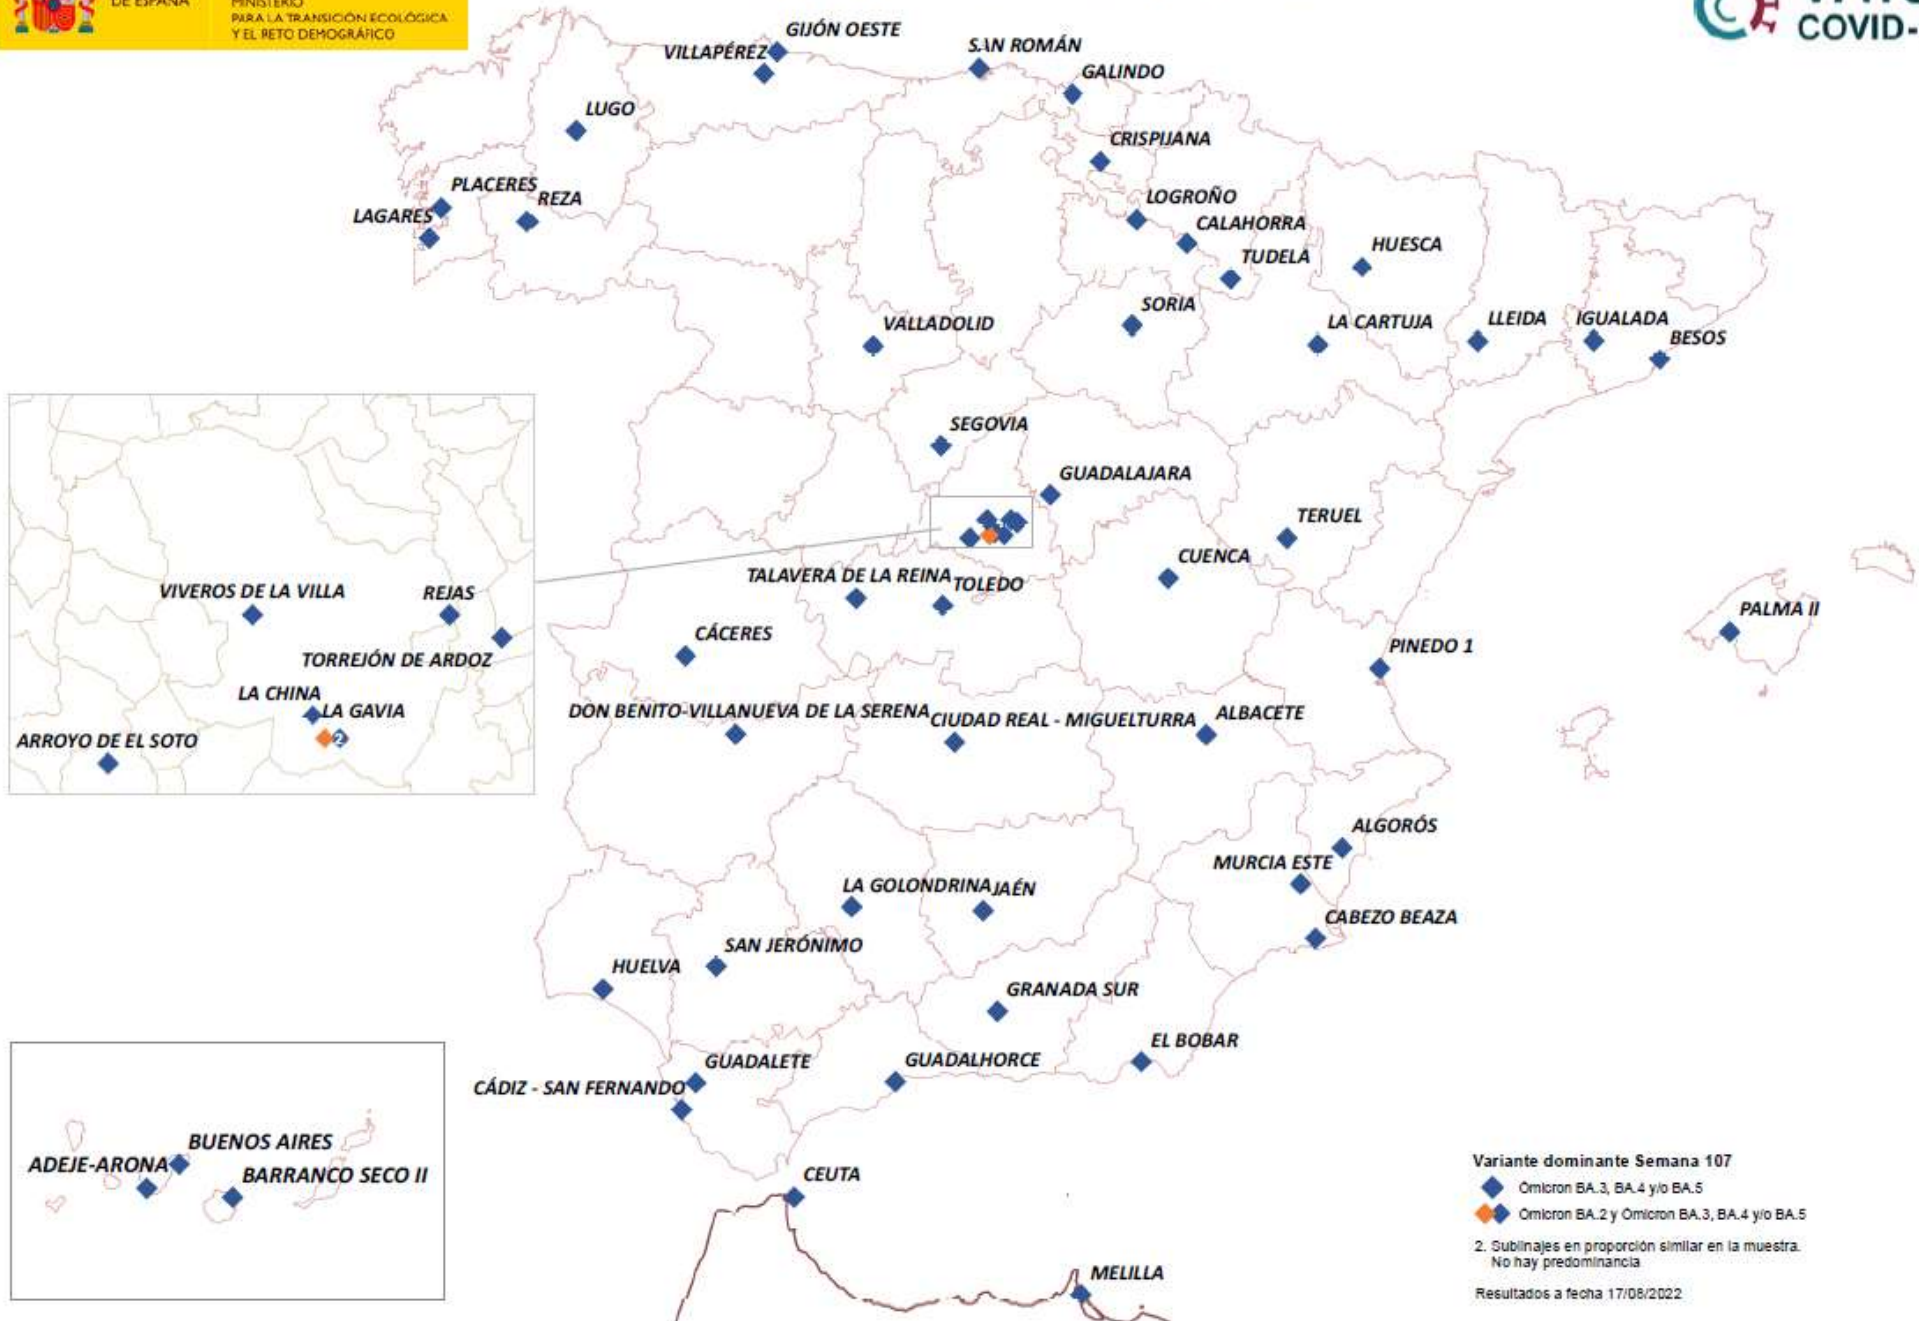 DE ESPAÑA
MINISTERIO
PARA LA TRANSICIÓN ECOLÓGICA
Y EL RETO DEMOGRÁFICO
COVID-
GIJÓN OESTE
VILLAPÉREZ
SAN ROMÁN
GALINDO
LUGO
CRISPIJANA
PLACERES
REZA
LAGARES
LOGROÑO
CALAHORRA
TUDELA
HUESCA
SORIA
VALLADOLID
LA CARTUJA
LLEIDA
IGUALADA
BESOS
SEGOVIA
GUADALAJARA
TERUEL
CUENCA
TALAVERA DE LA REINA
TOLEDO
PALMA II
CÁCERES
PINEDO 1
DON BENITO-VILLANUEVA DE LA SERENA
CIUDAD REAL - MIGUELTURRA
ALBACETE
VIVEROS DE LA VILLA
REJAS
TORREJÓN DE ARDOZ
LA CHINA
LA GAVIA
2
ARROYO DE EL SOTO
ALGORÓS
MURCIA ESTE
LA GOLONDRINA
JAÉN
CABEZO BEAZA
SAN JERÓNIMO
HUELVA
GRANADA SUR
EL BOBAR
GUADALETE
GUADALHORCE
CÁDIZ - SAN FERNANDO
BUENOS AIRES
ADEJE-ARONA
BARRANCO SECO II
CEUTA
MELILLA
Variante dominante Semana 107
Ómicron BA.3, BA.4 y/o BA.5
Ómicron BA.2 y Ómicron BA.3, BA.4 y/o BA.5
2. Sublinajes en proporción similar en la muestra.
No hay predominancia
Resultados a fecha 17/08/2022